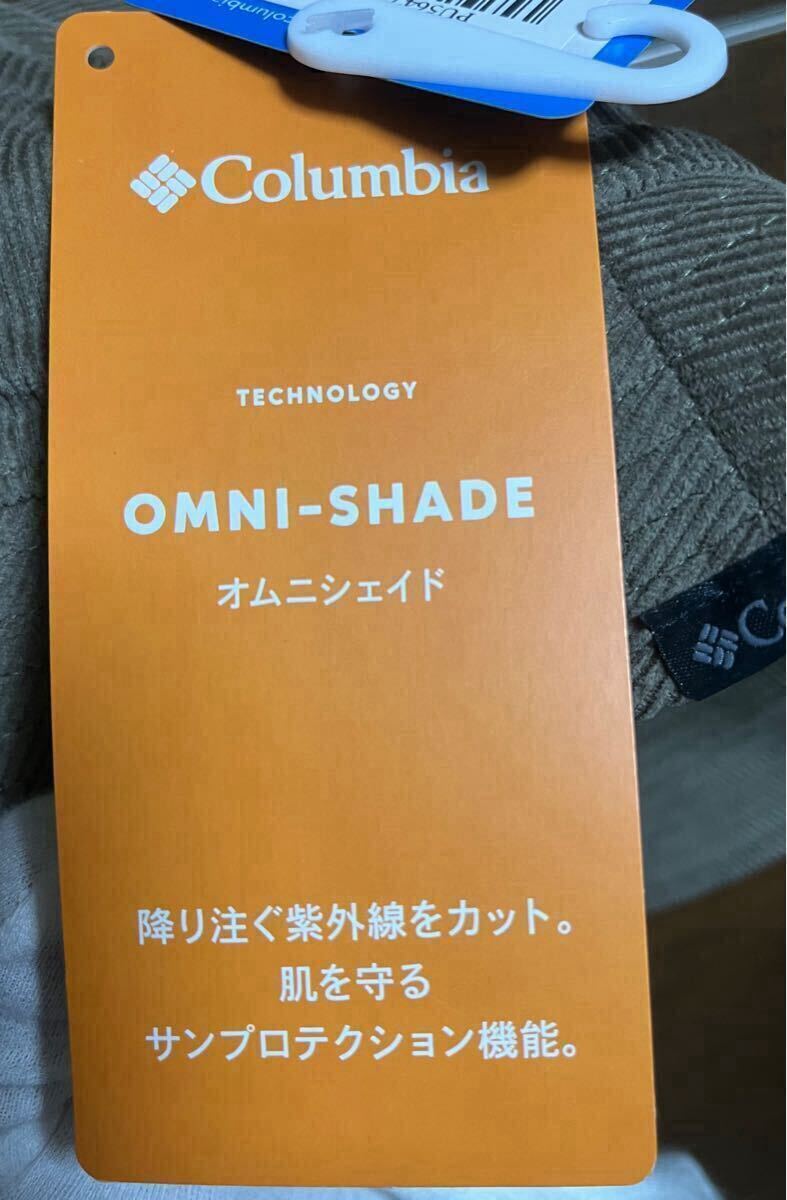 columbia
Columbia
TECHNOLOGY
OMNI-SHADE
オムニシェイド
降り注ぐ紫外線をカット。
肌を守る
サンプロテクション機能。